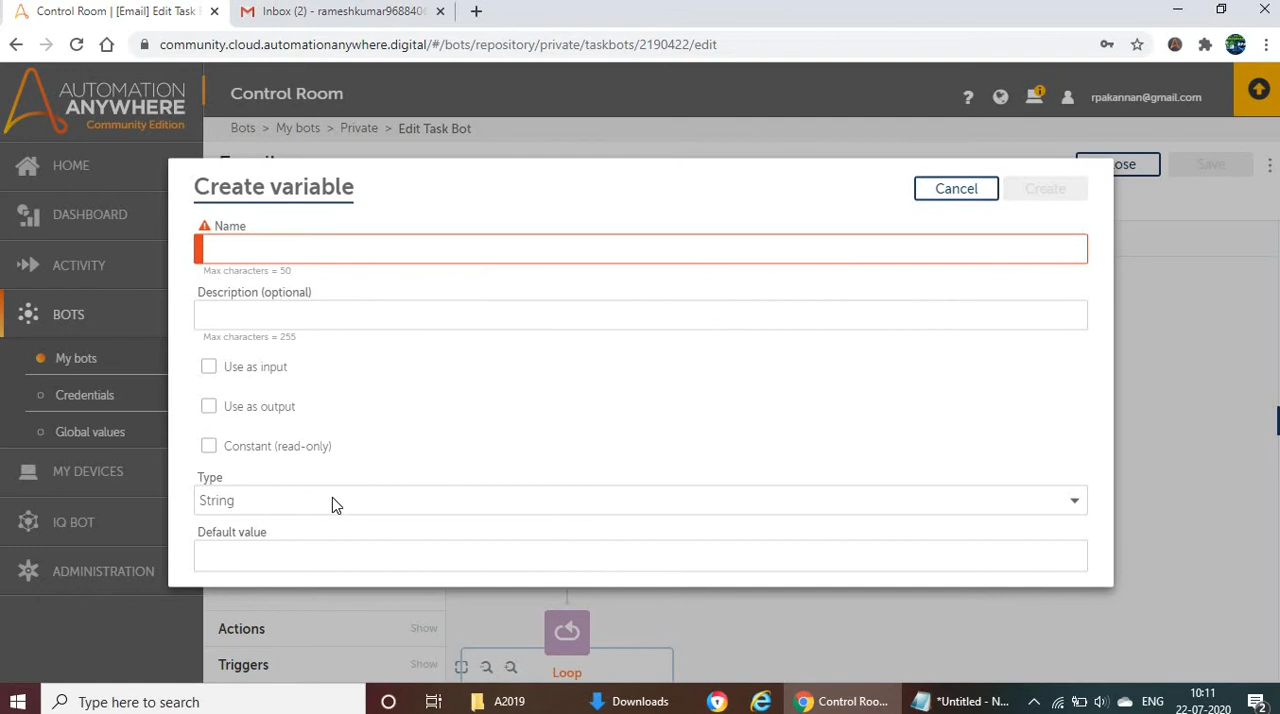 Control Room | [Email] Edit Task
Inbox (2) - rameshkumar968840
community.cloud.automationanywhere.digital/#/bots/repository/private/taskbots/2190422/edit
AUTOMATION
ANYWHERE
Community Edition
Control Room
rpakannan@gmail.com
Bots > My bots > Private > Edit Task Bot
Save
HOME
DASHBOARD
ACTIVITY
BOTS
My bots
Credentials
Global values
MY DEVICES
IQ BOT
ADMINISTRATION
Create variable
Cancel
Create
Name
Max characters = 50
Description (optional)
Max characters = 255
Use as input
Use as output
Constant (read-only)
Type
String
Default value
Actions
Show
Triggers
Show
Loop
Type here to search
A2019
Downloads
Control Roo...
*Untitled - N...
ENG
10:11
22-07-2020
2